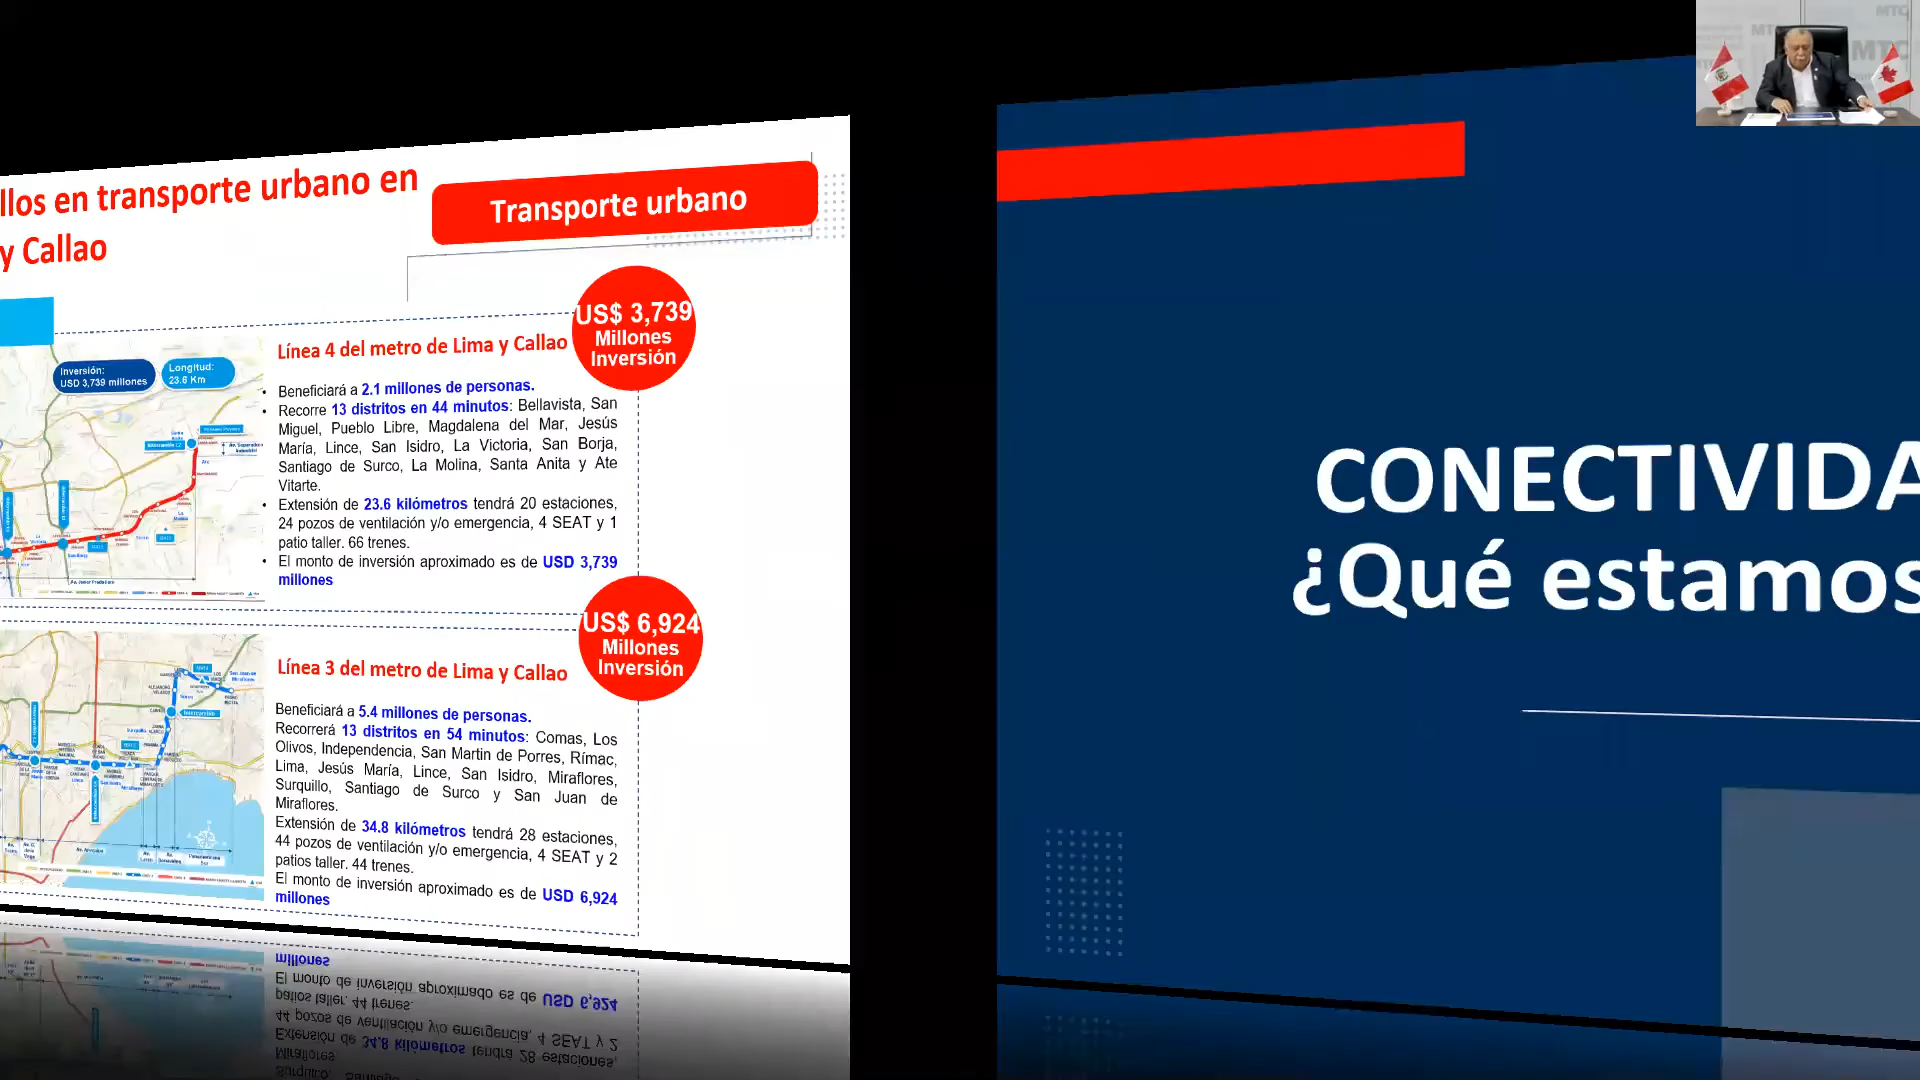 llos en transporte urbano en
y Callao
Transporte urbano
US$ 3,739
Millones
Inversión
Línea 4 del metro de Lima y Callao
Inversión:
USD 3,739 millones
Longitud:
23.6 Km
• Beneficiará a 2.1 millones de personas.
• Recorre 13 distritos en 44 minutos: Bellavista, San
Miguel, Pueblo Libre, Magdalena del Mar, Jesús
María, Lince, San Isidro, La Victoria, San Borja,
Santiago de Surco, La Molina, Santa Anita y Ate
Vitarte.
• Extensión de 23.6 kilómetros tendrá 20 estaciones,
24 pozos de ventilación y/o emergencia, 4 SEAT y 1
patio taller. 66 trenes.
• El monto de inversión aproximado es de USD 3,739
millones
US$ 6,924
Millones
Inversión
Línea 3 del metro de Lima y Callao
Beneficiará a 5.4 millones de personas.
Recorrerá 13 distritos en 54 minutos: Comas, Los
Olivos, Independencia, San Martin de Porres, Rímac,
Lima, Jesús María, Lince, San Isidro, Miraflores,
Surquillo, Santiago de Surco y San Juan de
Miraflores.
Extensión de 34.8 kilómetros tendrá 28 estaciones,
44 pozos de ventilación y/o emergencia, 4 SEAT y 2
patios taller. 44 trenes.
El monto de inversión aproximado es de USD 6,924
millones
CONECTIVIDA
¿Qué estamos
MTC